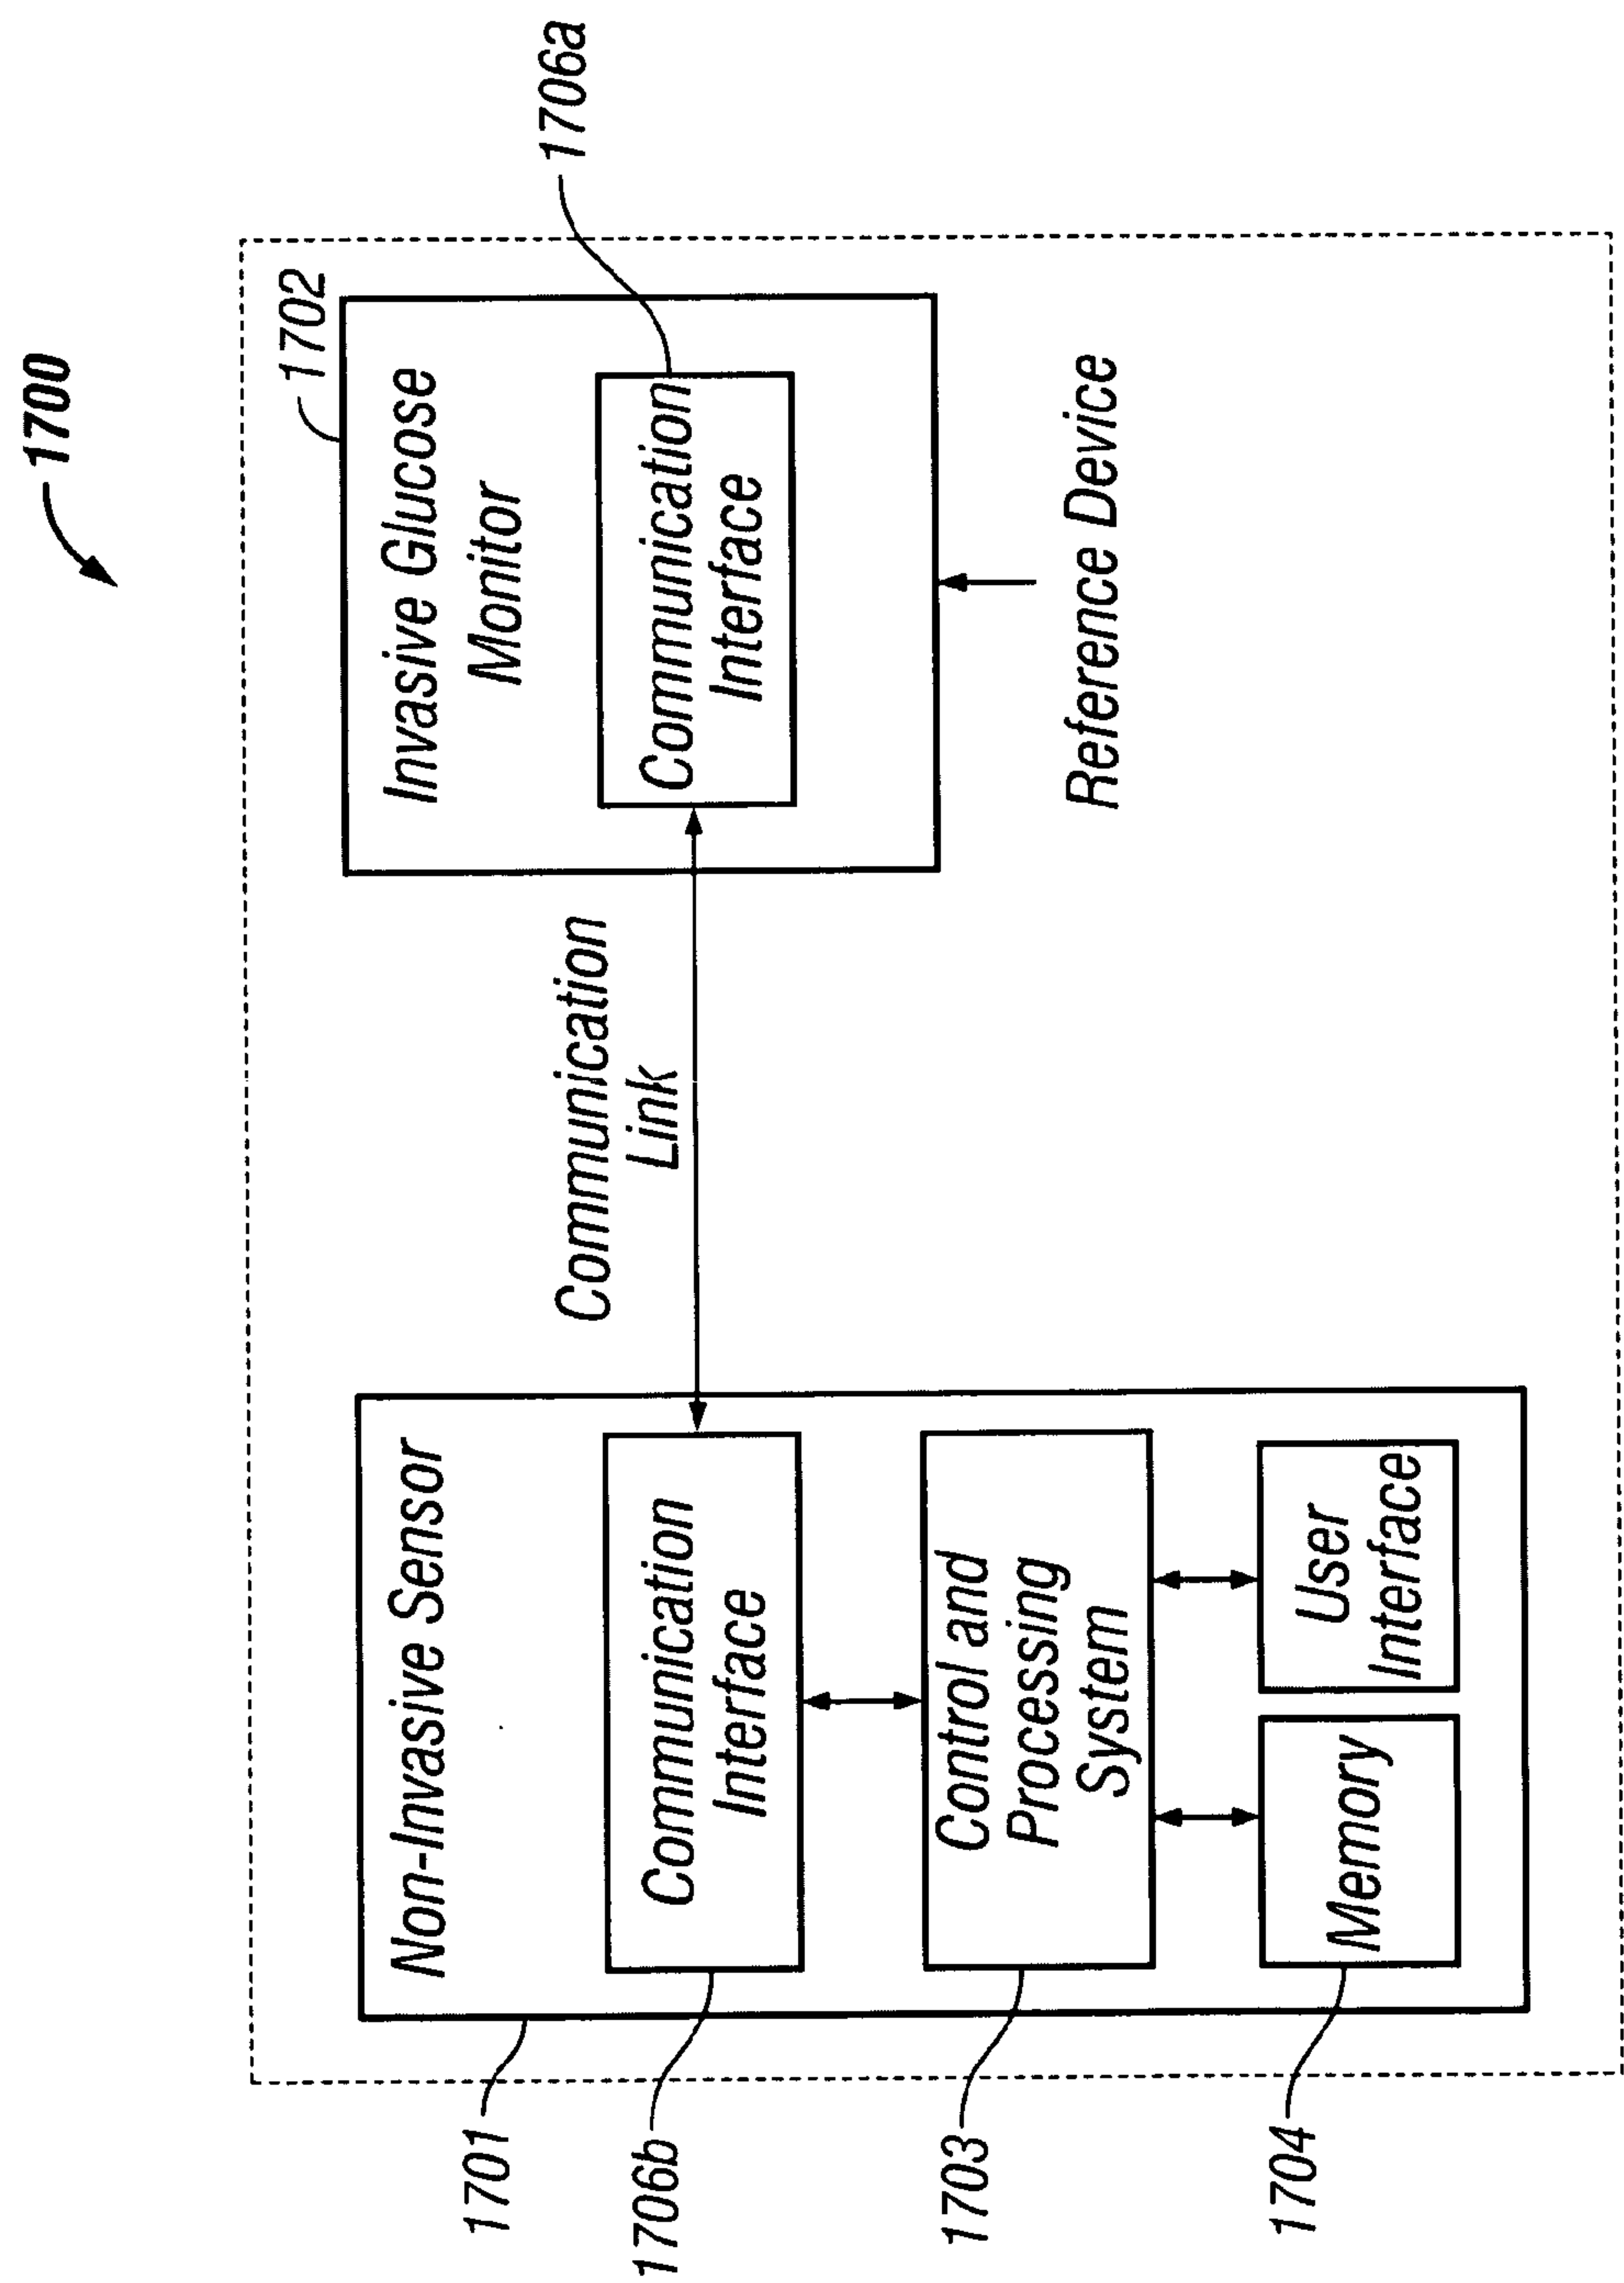 1700
1702
Invasive Glucose
Monitor
1706a
Communication
Interface
Reference Device
Communication
Link
1701
Non-Invasive Sensor
1706b
Communication
Interface
1703
Control and
Processing
System
1704
Memory
User
Interface